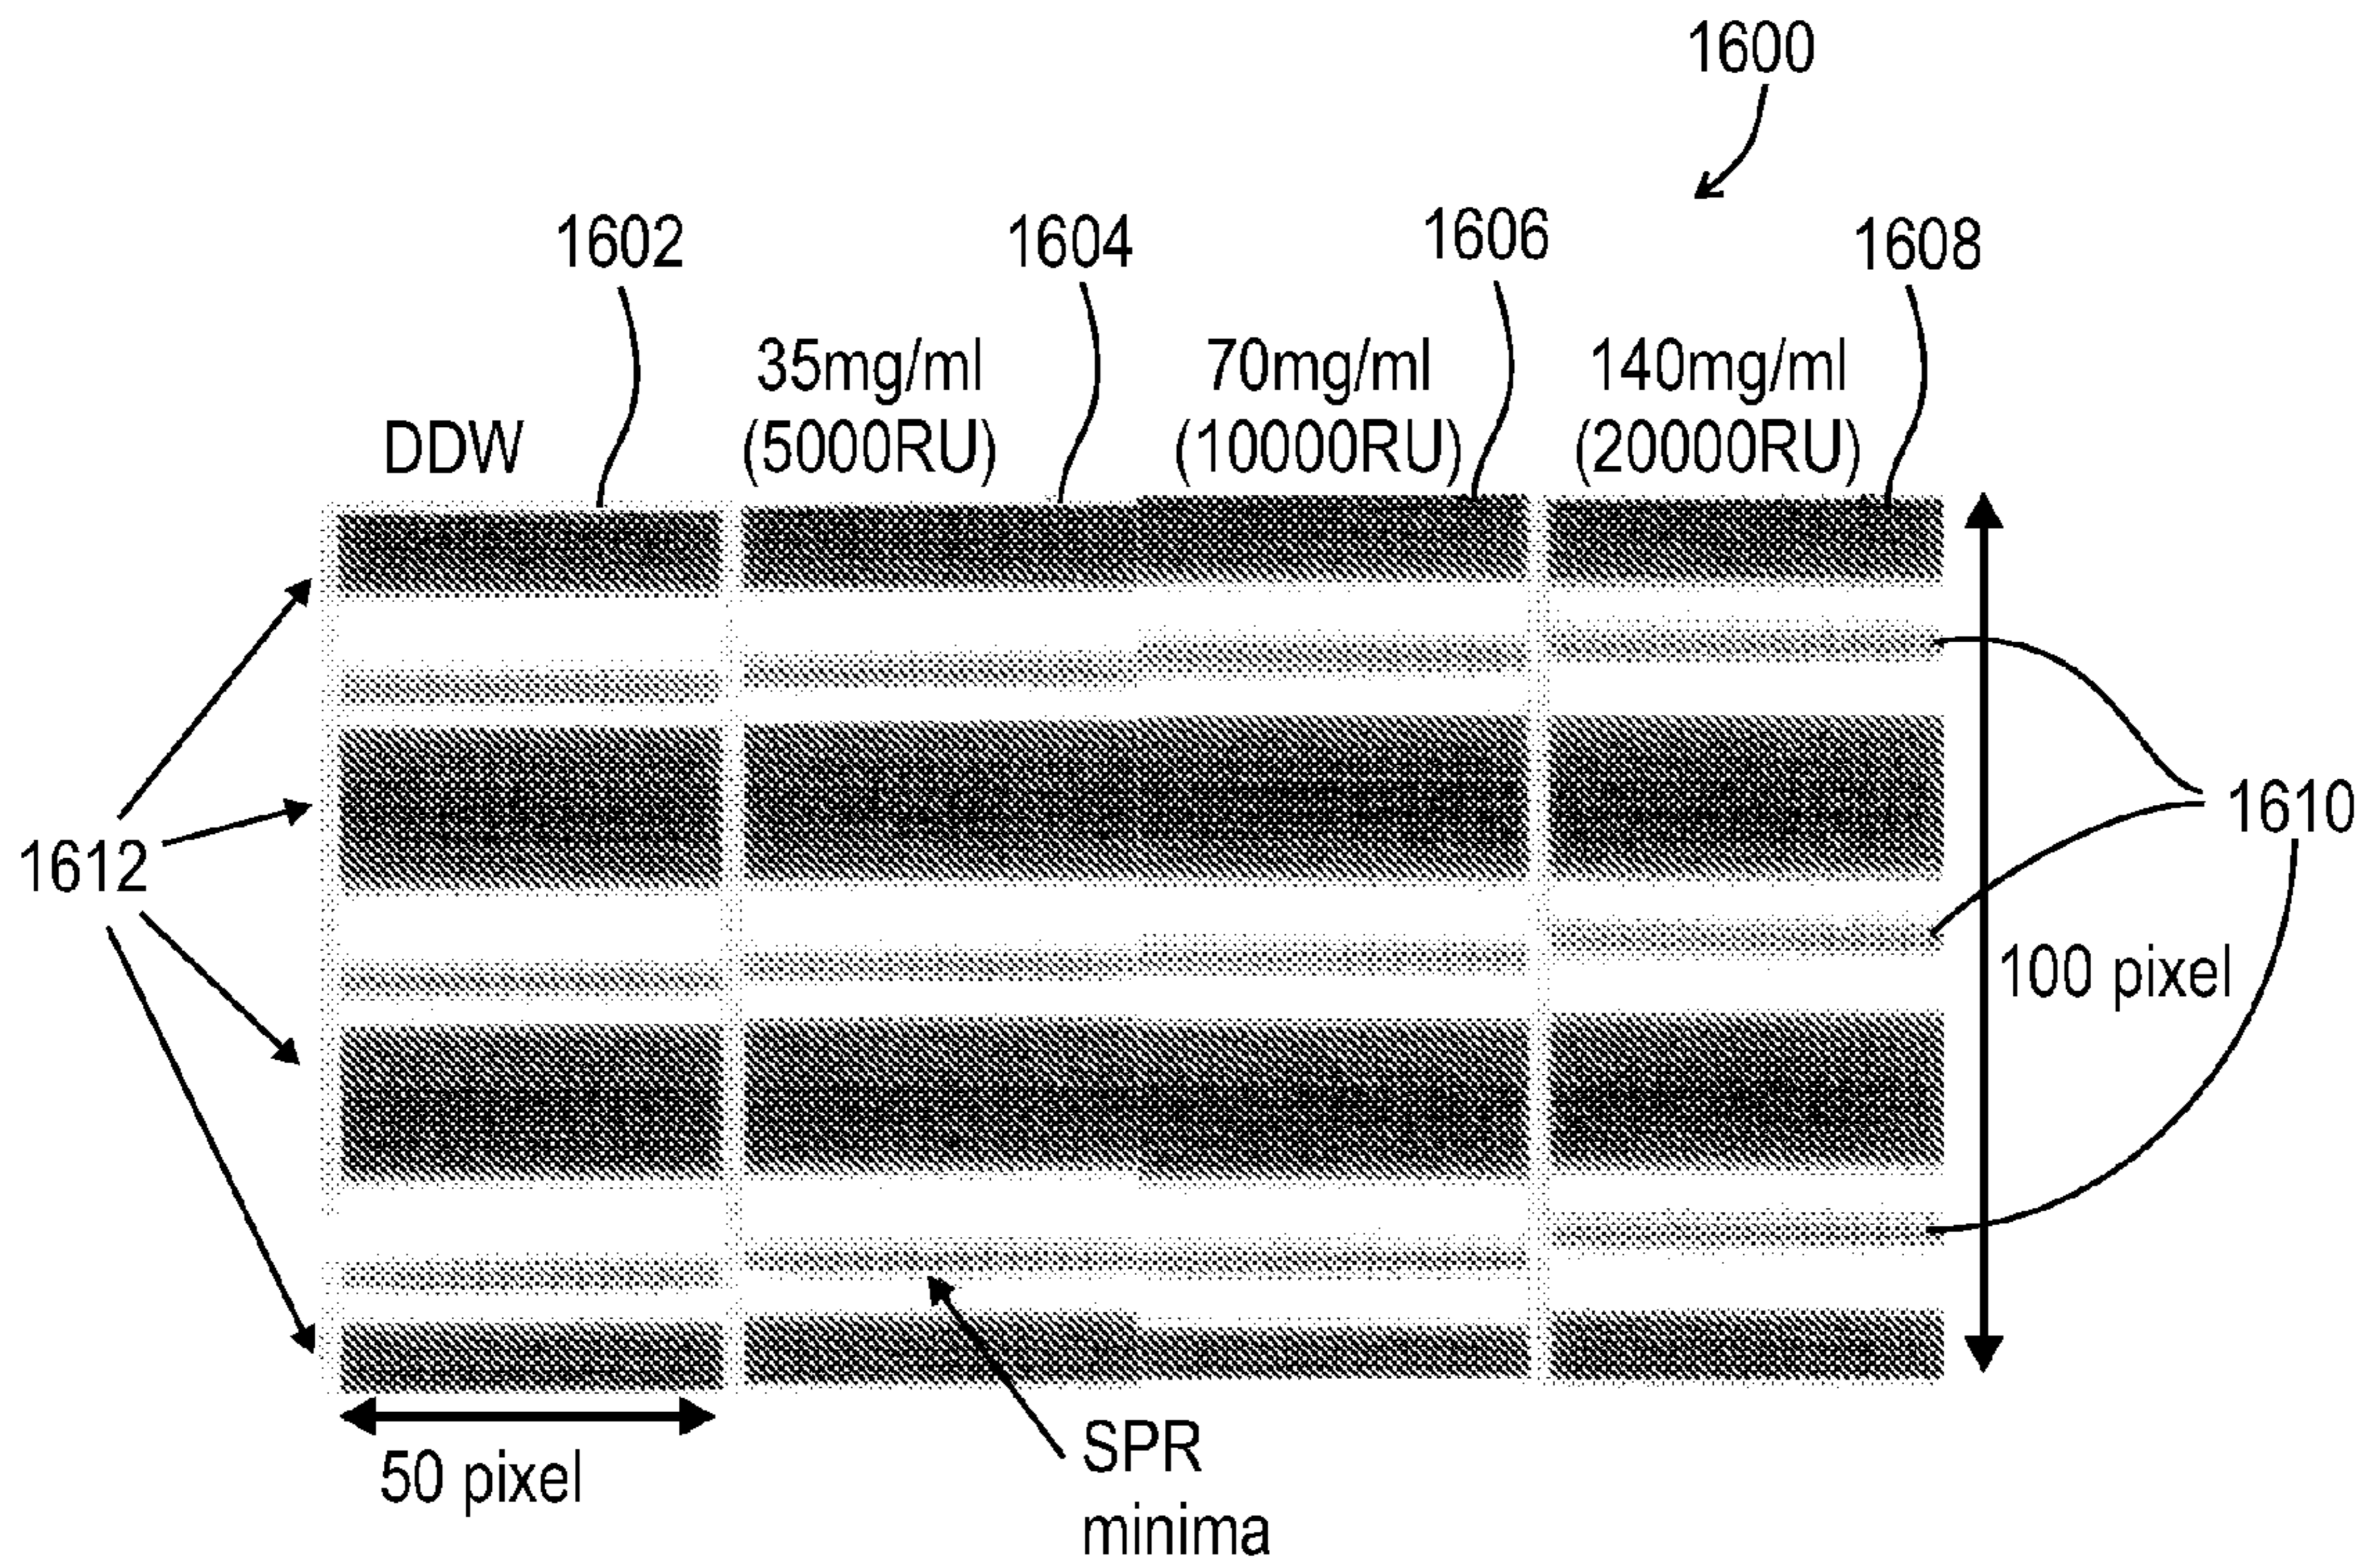 1600
1602
1604
1606
1608
DDW
35mg/ml
(5000RU)
70mg/ml
(10000RU)
140mg/ml
(20000RU)
1612
1610
100 pixel
50 pixel
SPR
minima